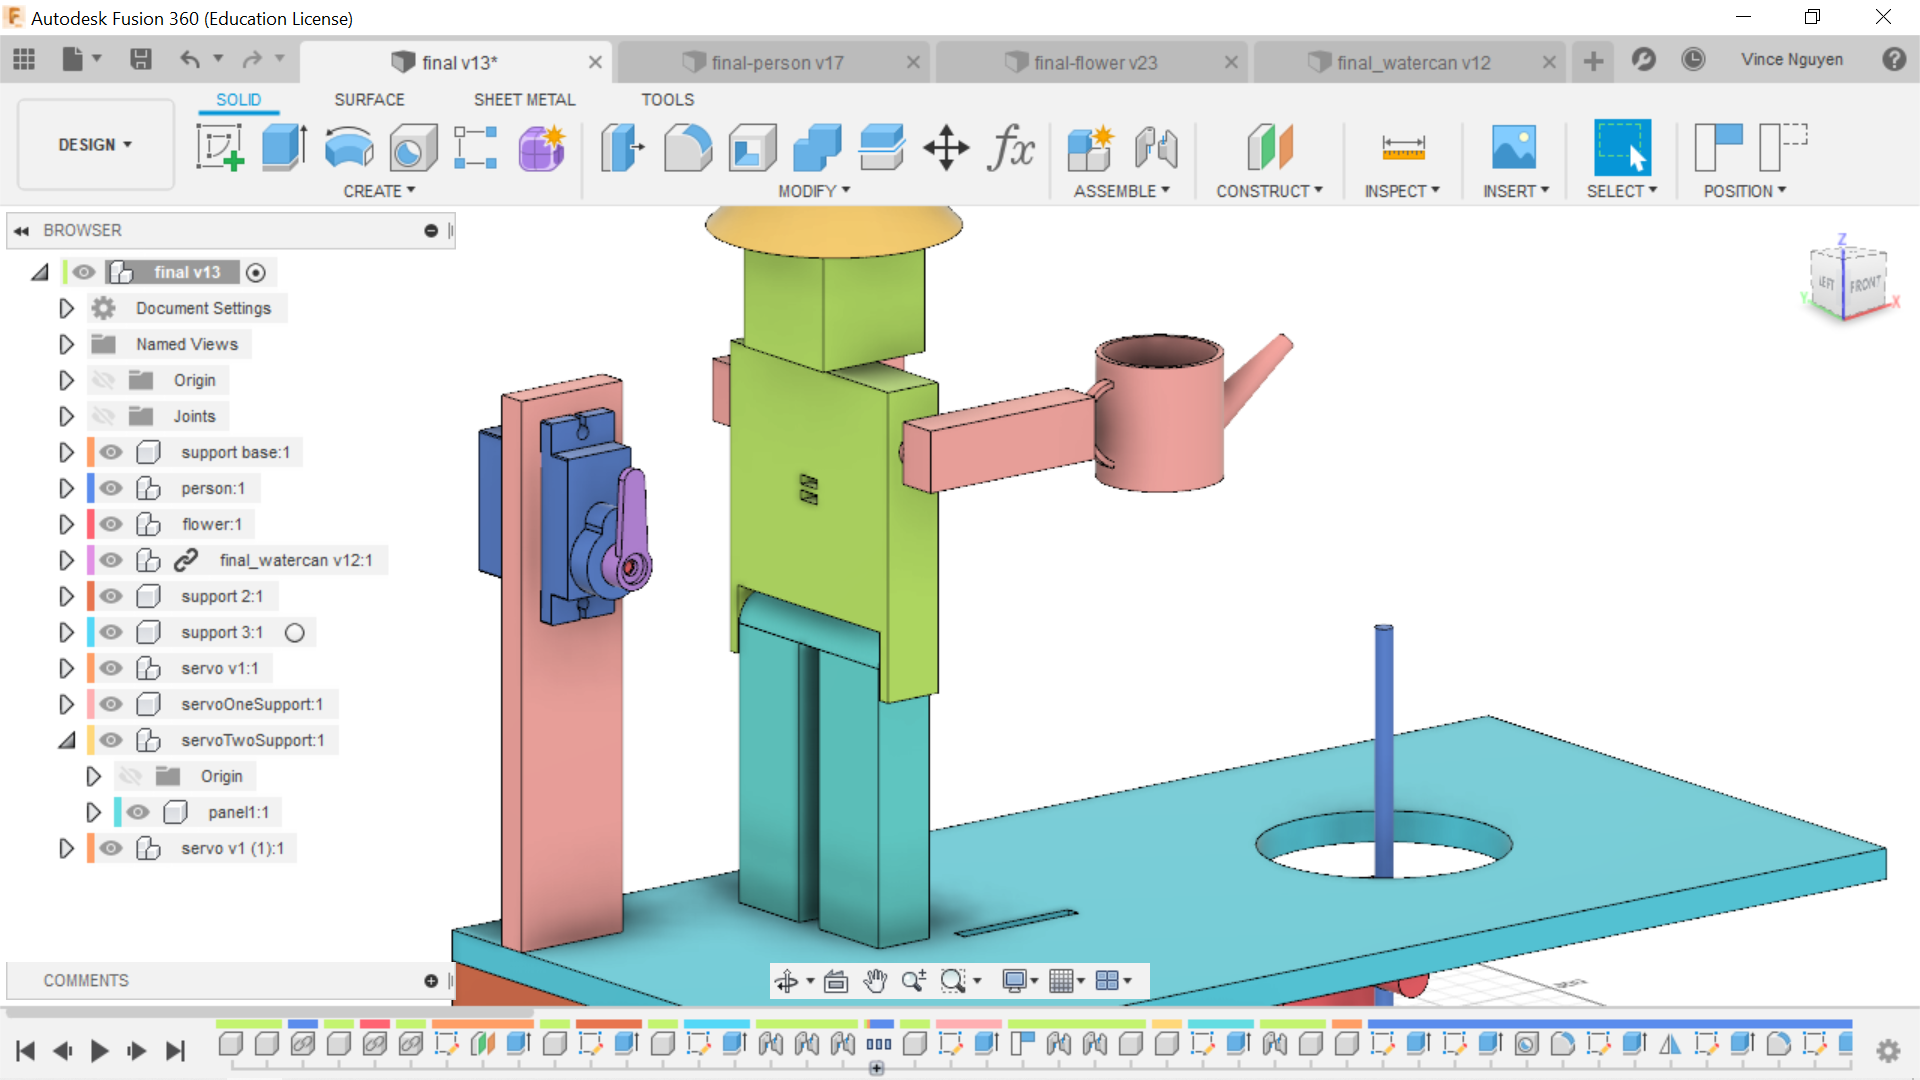 Autodesk Fusion 360 (Education License)
final v13*
final-person v17
final-flower v23
final_watercan v12
Vince Nguyen
DESIGN
SOLID
SURFACE
SHEET METAL
TOOLS
CREATE
MODIFY
ASSEMBLE
CONSTRUCT
INSPECT
INSERT
SELECT
POSITION
BROWSER
final v13
Document Settings
Named Views
Origin
Joints
support base:1
person:1
flower:1
final_watercan v12:1
support 2:1
support 3:1
servo v1:1
servoOneSupport:1
servoTwoSupport:1
Origin
panel1:1
servo v1 (1):1
COMMENTS
Z
LEFT
FRONT
Y
X